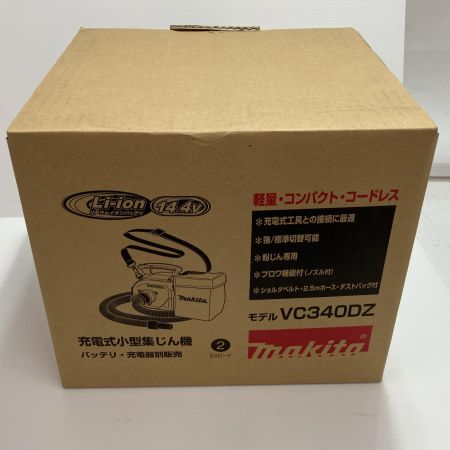 Li-ion 14.4V
リチウムイオンバッテリ
makita
充電式小型集じん機
バッテリ・充電器別販売
2
2スピード
軽量・コンパクト・コードレス
＊充電式工具との接続に最適
＊強/標準切替可能
＊粉じん専用
＊ブロワ機能付(ノズル付)
＊ショルダベルト・2.5mホース・ダストバッグ付
モデル VC340DZ
makita®